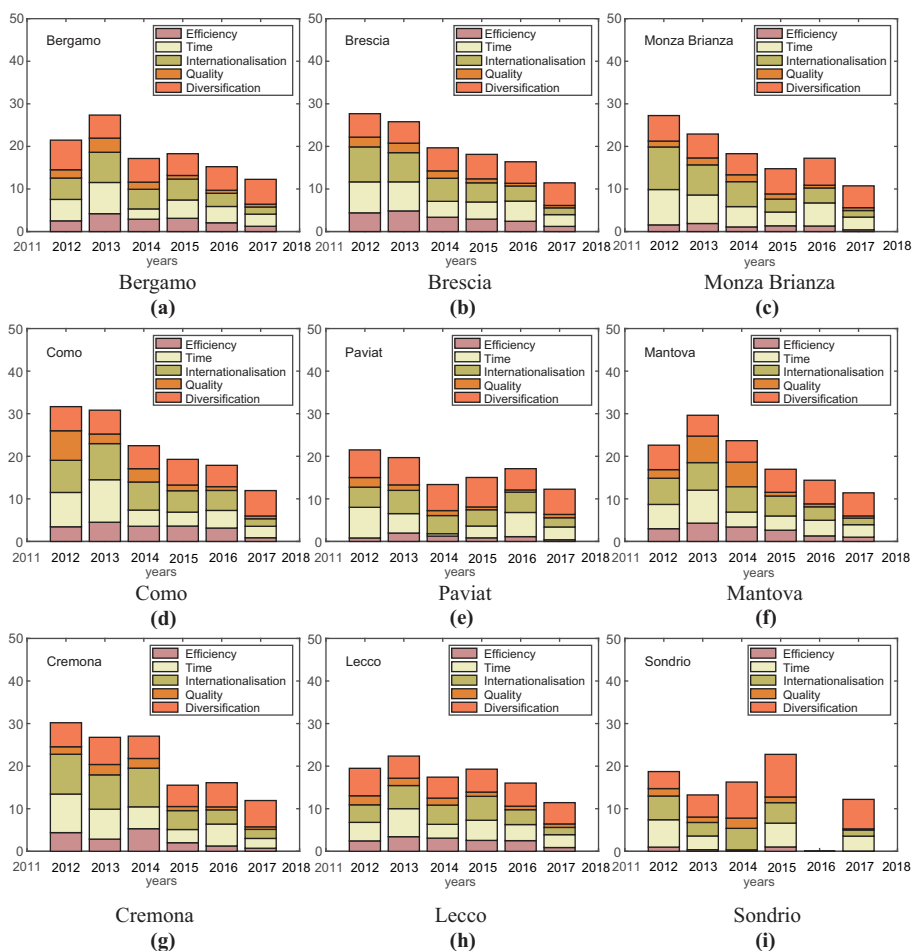 50
40
30
20
10
0
Bergamo
Efficiency
Time
Internationalisation
Quality
Diversification
2011 2012 2013 2014 2015 2016 2017 2018
years
Bergamo
(a)
50
40
30
20
10
0
Brescia
Efficiency
Time
Internationalisation
Quality
Diversification
2011 2012 2013 2014 2015 2016 2017 2018
years
Brescia
(b)
50
40
30
20
10
0
Monza Brianza
Efficiency
Time
Internationalisation
Quality
Diversification
2011 2012 2013 2014 2015 2016 2017 2018
years
Monza Brianza
(c)
50
40
30
20
10
0
Como
Efficiency
Time
Internationalisation
Quality
Diversification
2011 2012 2013 2014 2015 2016 2017 2018
years
Como
(d)
50
40
30
20
10
0
Paviat
Efficiency
Time
Internationalisation
Quality
Diversification
2011 2012 2013 2014 2015 2016 2017 2018
years
Paviat
(e)
50
40
30
20
10
0
Mantova
Efficiency
Time
Internationalisation
Quality
Diversification
2011 2012 2013 2014 2015 2016 2017 2018
years
Mantova
(f)
50
40
30
20
10
0
Cremona
Efficiency
Time
Internationalisation
Quality
Diversification
2011 2012 2013 2014 2015 2016 2017 2018
years
Cremona
(g)
50
40
30
20
10
0
Lecco
Efficiency
Time
Internationalisation
Quality
Diversification
2011 2012 2013 2014 2015 2016 2017 2018
years
Lecco
(h)
50
40
30
20
10
0
Sondrio
Efficiency
Time
Internationalisation
Quality
Diversification
2011 2012 2013 2014 2015 2016 2017 2018
years
Sondrio
(i)